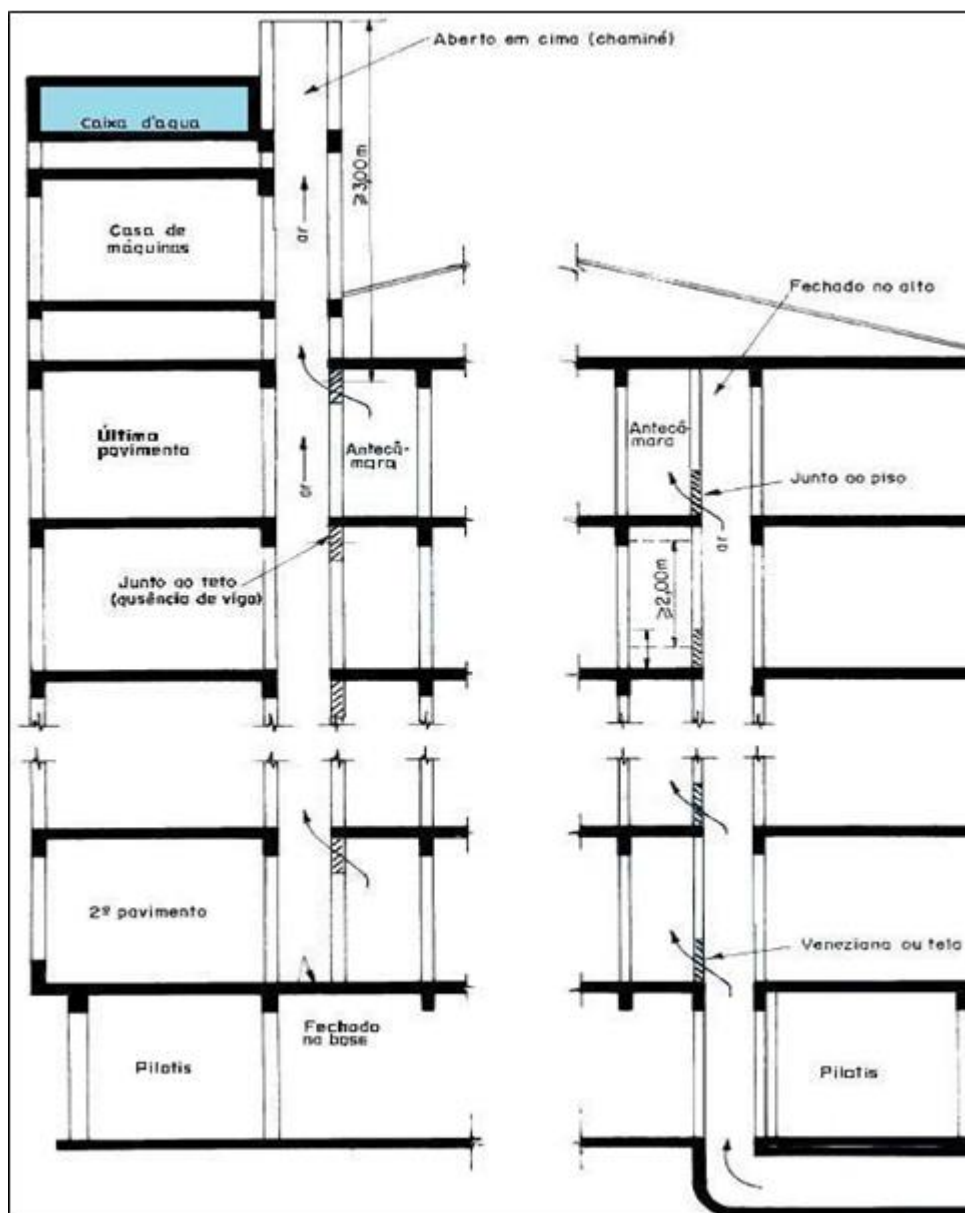 Aberto em cima (chaminé)
Caixa d'água
≥3,00m
ar
Casa de
máquinas
Fechado no alto
Último
pavimento
ar
Antecâ-
mara
Antecâ-
mara
Junto ao piso
ar
Junto ao teto
(ausência de viga)
≥2,00m
2º pavimento
Veneziana ou tela
Fechado
na base
Pilotis
Pilotis